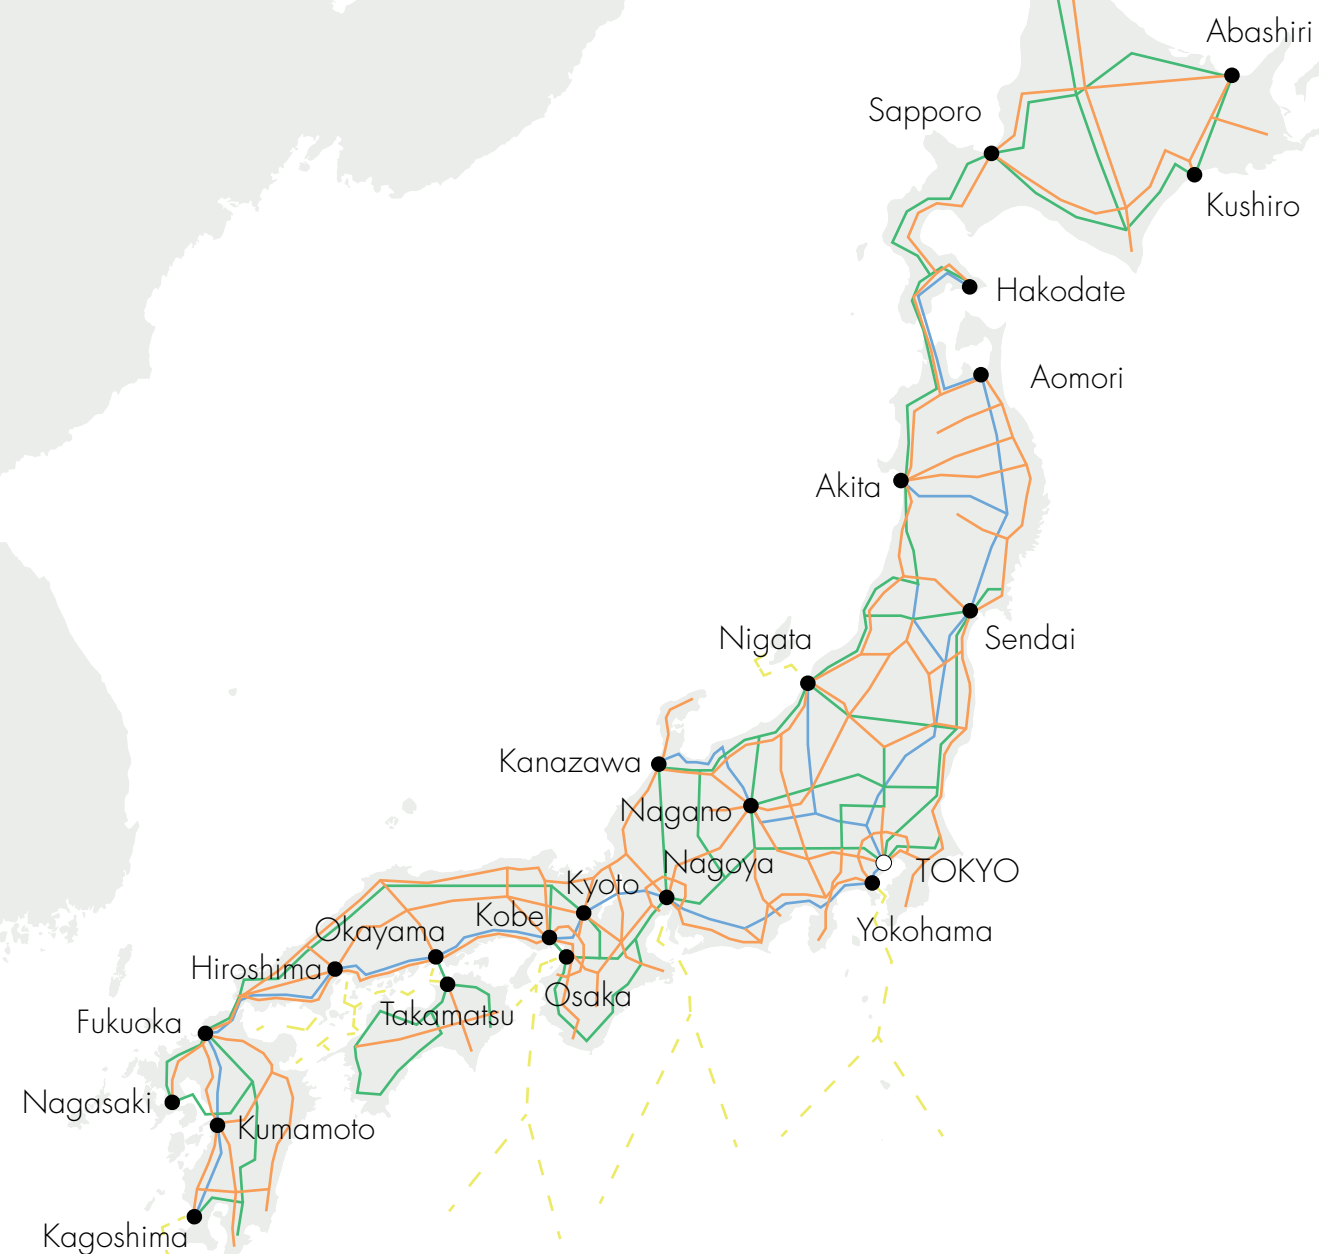 Abashiri
Sapporo
Kushiro
Hakodate
Aomori
Akita
Nigata
Sendai
Kanazawa
Nagano
Nagoya
TOKYO
Kyoto
Kobe
Okayama
Yokohama
Hiroshima
Osaka
Takamatsu
Fukuoka
Nagasaki
Kumamoto
Kagoshima